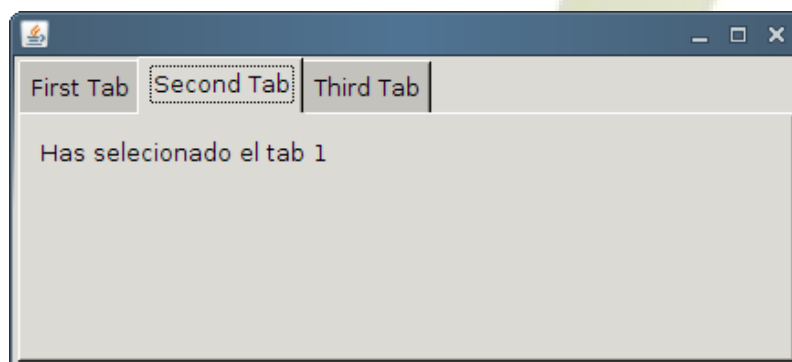 First Tab Second Tab Third Tab
Has selecionado el tab 1